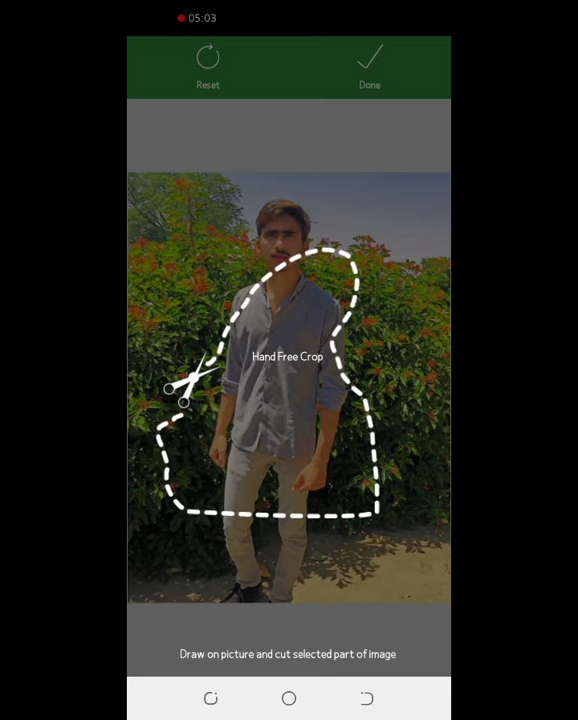 05:03
Reset
Done
Hand Free Crop
Draw on picture and cut selected part of image